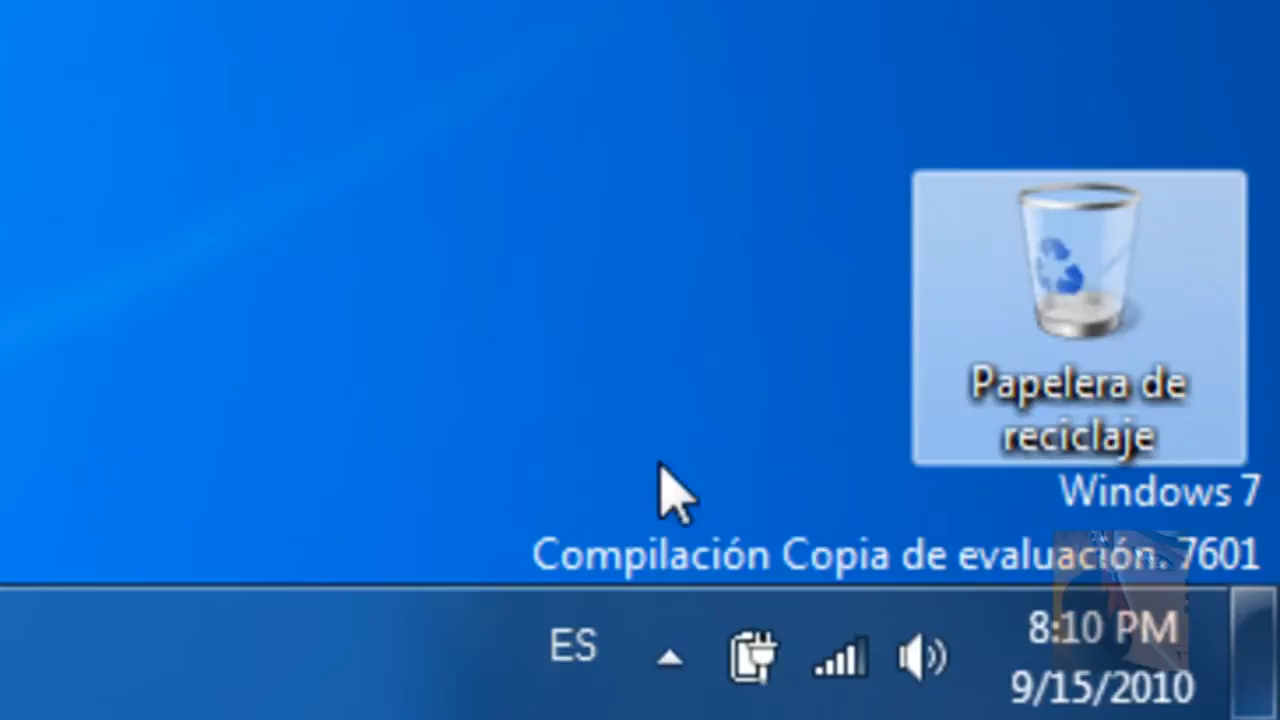 Papelera de
reciclaje
Windows 7
Compilación Copia de evaluación. 7601
ES
8:10 PM
9/15/2010